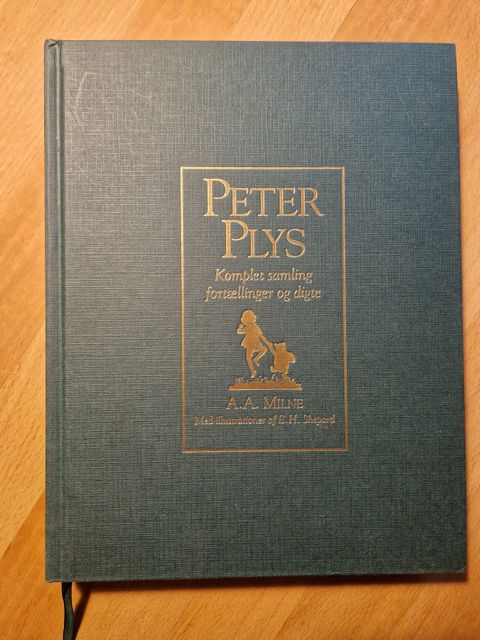 PETER
PLYS
Komplet samling
fortællinger og digte
A.A. MILNE
Med illustrationer af E.H. Shepard